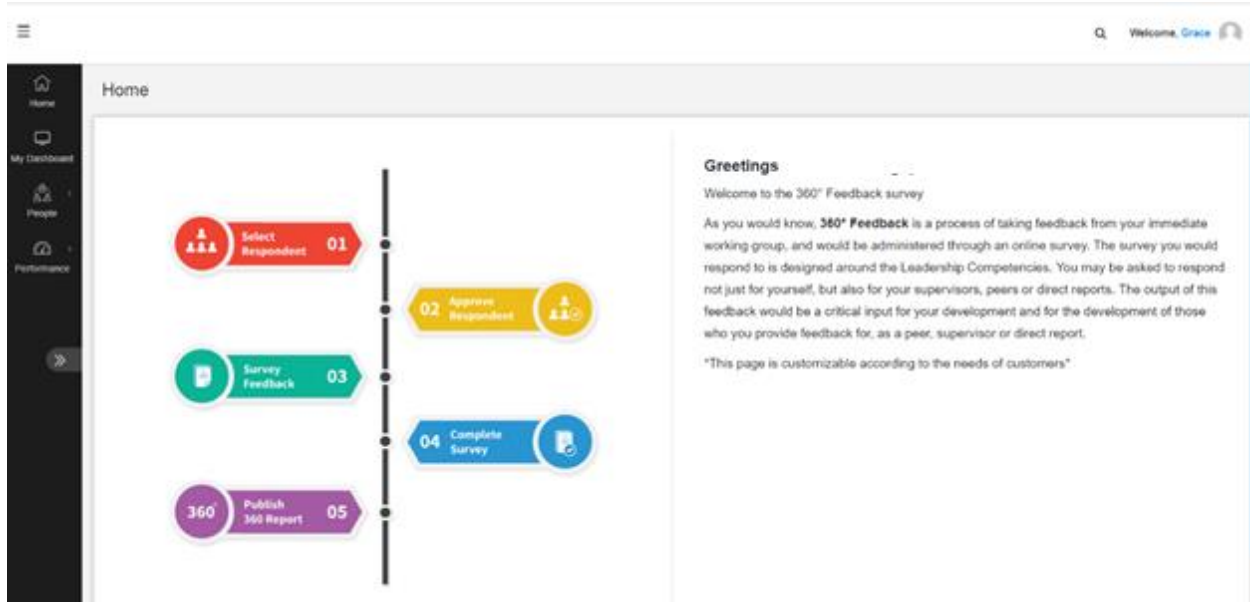 Welcome, Grace
Home
My Dashboard
People
Performance
Home
Select
Respondent
01
02
Approve
Respondent
Survey
Feedback
03
04
Complete
Survey
360°
Publish
360 Report
05
Greetings
Welcome to the 360° Feedback survey
As you would know, 360° Feedback is a process of taking feedback from your immediate
working group, and would be administered through an online survey. The survey you would
respond to is designed around the Leadership Competencies. You may be asked to respond
not just for yourself, but also for your supervisors, peers or direct reports. The output of this
feedback would be a critical input for your development and for the development of those
who you provide feedback for, as a peer, supervisor or direct report.
*This page is customizable according to the needs of customers*